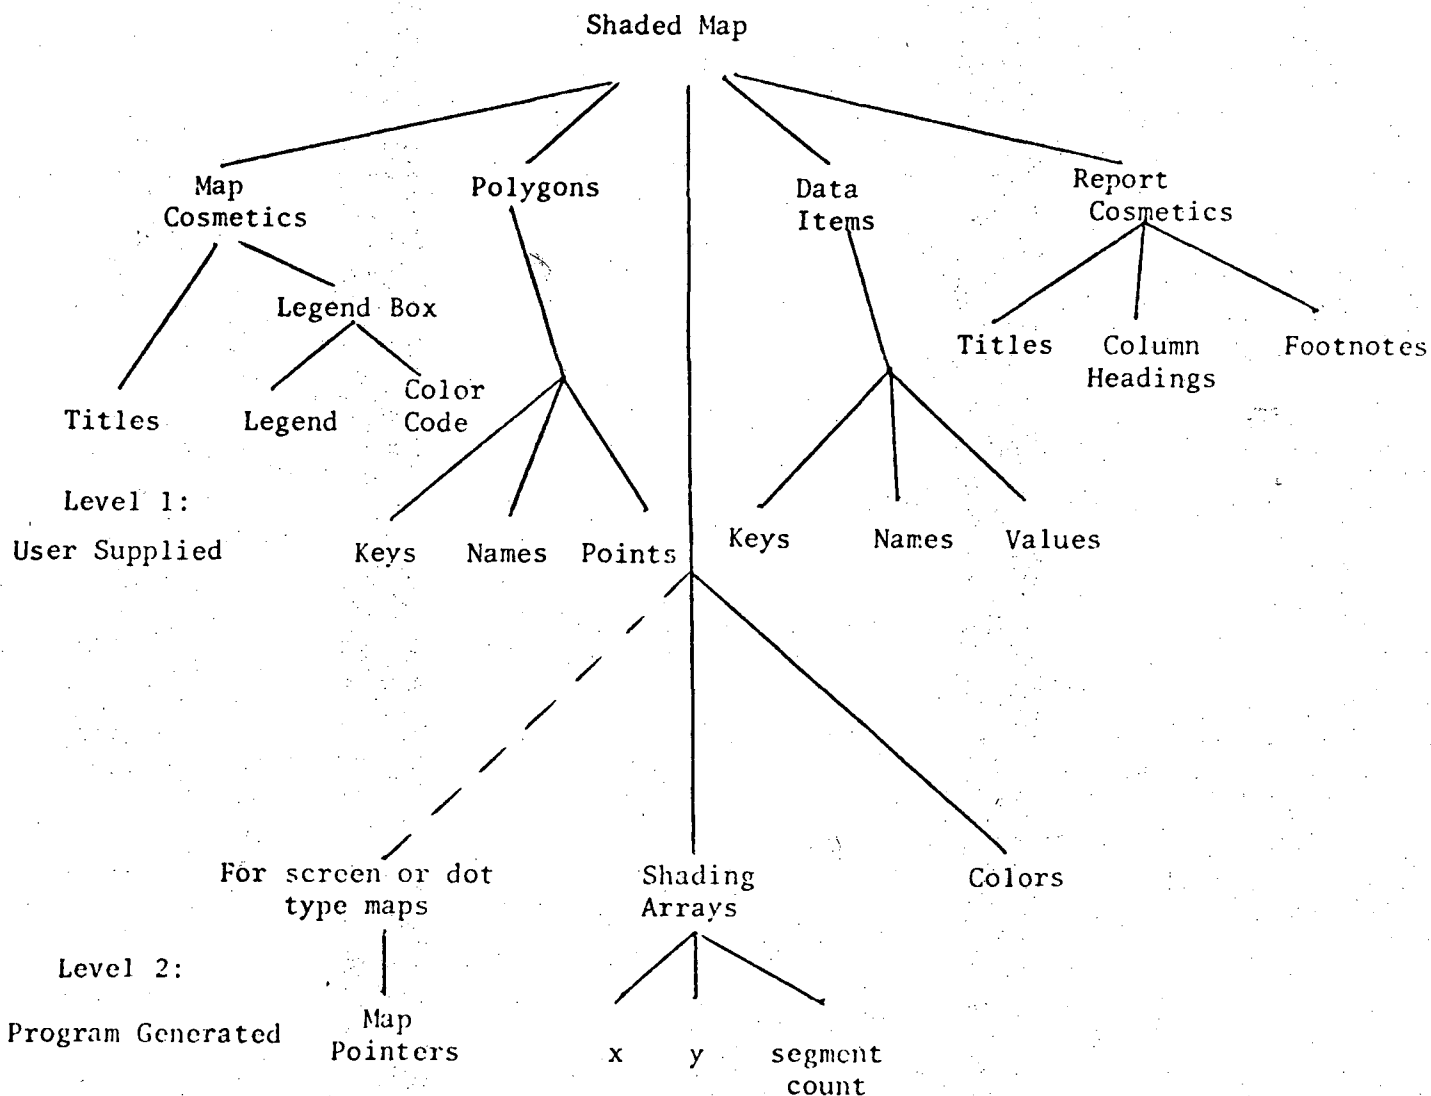 Shaded Map
Map
Cosmetics
Polygons
Data
Items
Report
Cosmetics
Legend Box
Titles
Legend
Color
Code
Titles
Column
Headings
Footnotes
Level 1:
User Supplied
Keys
Names
Points
Keys
Names
Values
For screen or dot
type maps
Shading
Arrays
Colors
Level 2:
Program Generated
Map
Pointers
x
y
segment
count